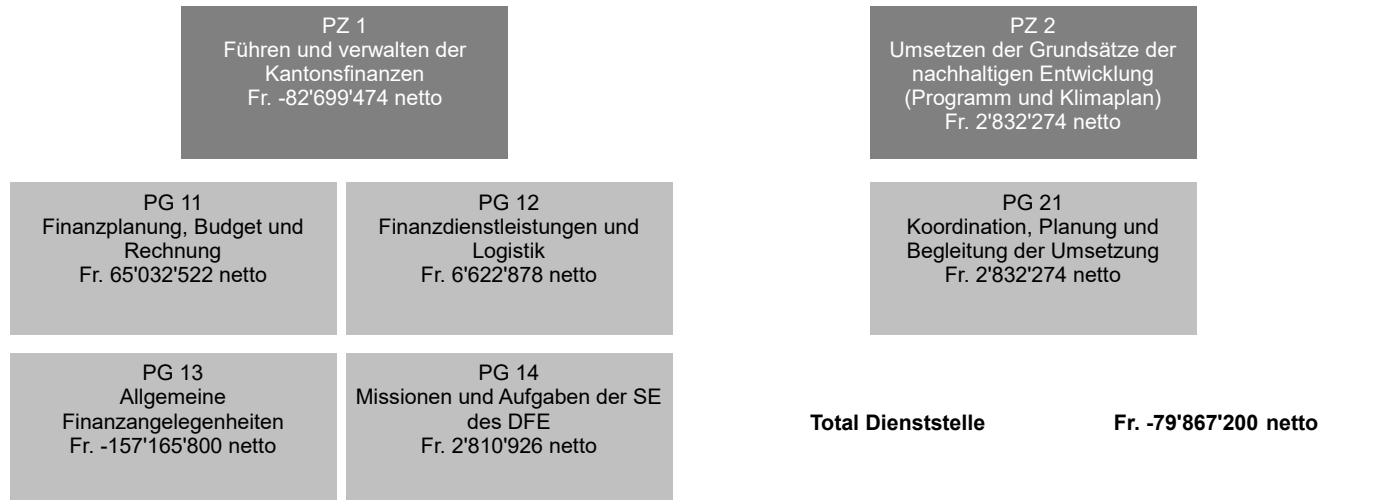 PZ 1
Führen und verwalten der
Kantonsfinanzen
Fr. -82'699'474 netto
PZ 2
Umsetzen der Grundsätze der
nachhaltigen Entwicklung
(Programm und Klimaplan)
Fr. 2'832'274 netto
PG 11
Finanzplanung, Budget und
Rechnung
Fr. 65'032'522 netto
PG 12
Finanzdienstleistungen und
Logistik
Fr. 6'622'878 netto
PG 21
Koordination, Planung und
Begleitung der Umsetzung
Fr. 2'832'274 netto
PG 13
Allgemeine
Finanzangelegenheiten
Fr. -157'165'800 netto
PG 14
Missionen und Aufgaben der SE
des DFE
Fr. 2'810'926 netto
Total Dienststelle Fr. -79'867'200 netto